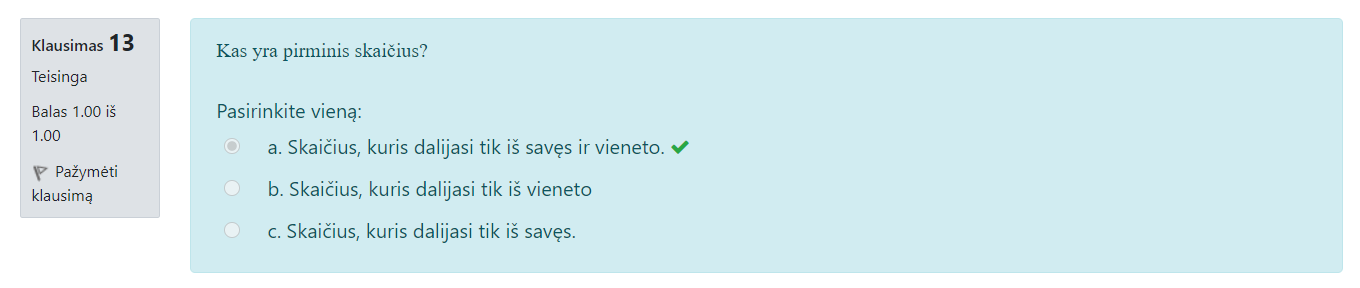 Klausimas 13
Teisinga
Balas 1.00 iš
1.00
Pažymėti
klausimą
Kas yra pirminis skaičius?
Pasirinkite vieną:
a. Skaičius, kuris dalijasi tik iš savęs ir vieneto.
b. Skaičius, kuris dalijasi tik iš vieneto
c. Skaičius, kuris dalijasi tik iš savęs.